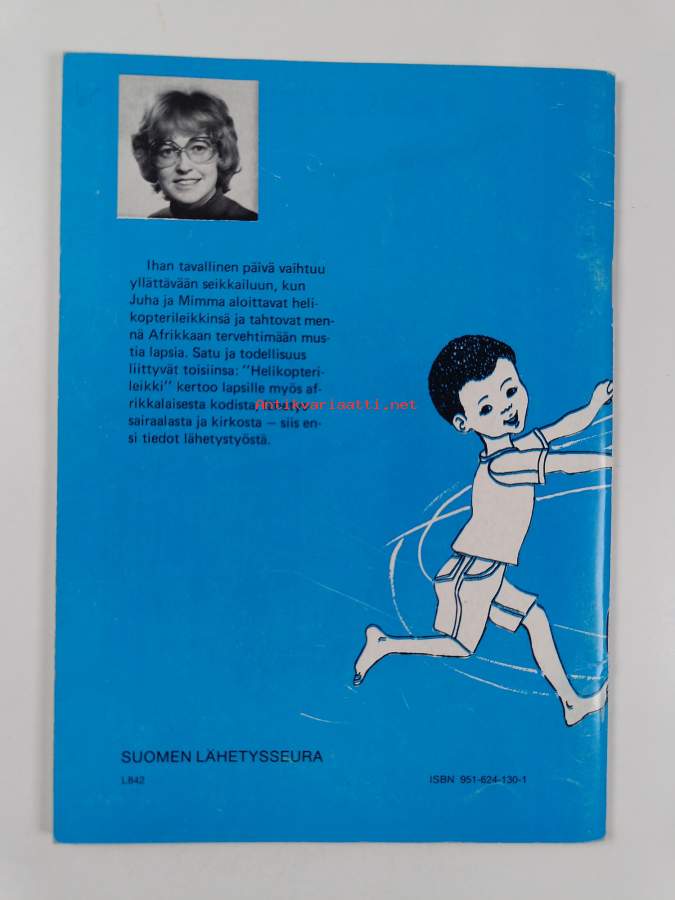 Ihan tavallinen päivä vaihtuu
yllättävään seikkailuun, kun
Juha ja Mimma aloittavat heli-
kopterileikkinsä ja tahtovat men-
nä Afrikkaan tervehtimään mus-
tia lapsia. Satu ja todellisuus
liittyvät toisiinsa: "Helikopteri-
leikki" kertoo lapsille myös af-
rikkalaisesta kodista,
Antikvariaatti.net
sairaalasta ja kirkosta — siis en-
si tiedot lähetystyöstä.
SUOMEN LÄHETYSSEURA
L842
ISBN 951-624-130-1